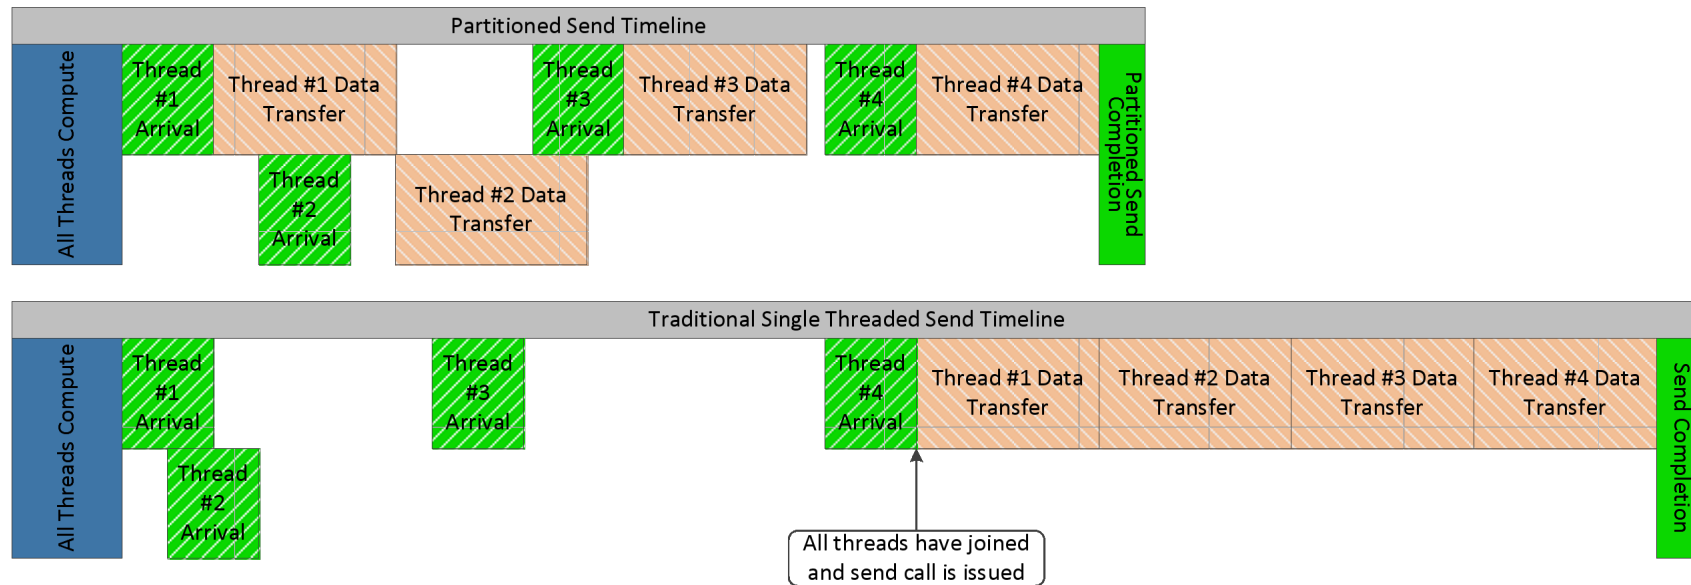 Partitioned Send Timeline
All Threads Compute
Thread
#1
Arrival
Thread #1 Data
Transfer
Thread
#2
Arrival
Thread #2 Data
Transfer
Thread
#3
Arrival
Thread #3 Data
Transfer
Thread
#4
Arrival
Thread #4 Data
Transfer
Partitioned Send
Completion
Traditional Single Threaded Send Timeline
All Threads Compute
Thread
#1
Arrival
Thread
#2
Arrival
Thread
#3
Arrival
Thread
#4
Arrival
Thread #1 Data
Transfer
Thread #2 Data
Transfer
Thread #3 Data
Transfer
Thread #4 Data
Transfer
Send Completion
All threads have joined
and send call is issued